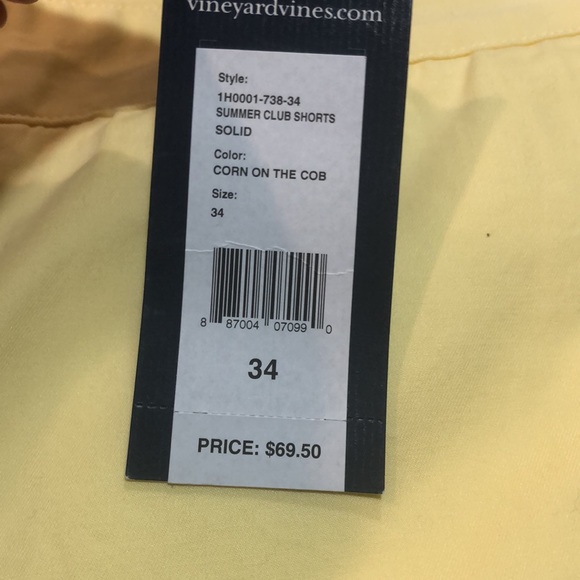 vineyardvines.com
Style:
1H0001-738-34
SUMMER CLUB SHORTS
SOLID
Color:
CORN ON THE COB
Size:
34
8 87004 07099 0
34
PRICE: $69.50